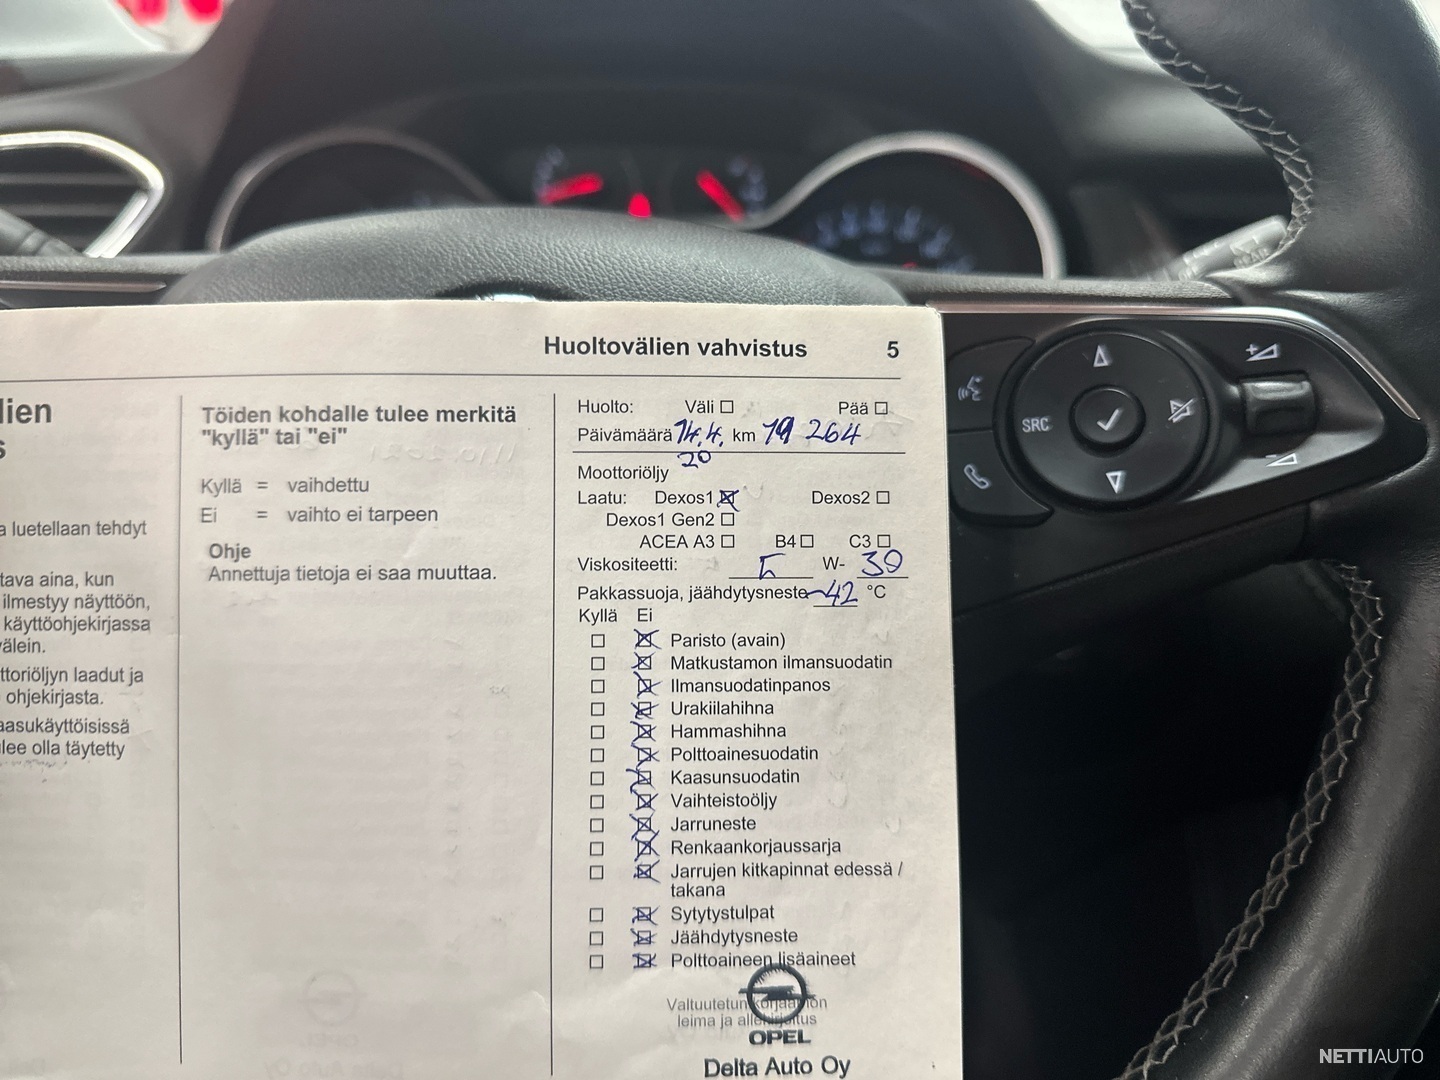 Huoltovälien vahvistus 5
lien
s
a luetellaan tehdyt
tava aina, kun
ilmestyy näyttöön,
käyttöohjekirjassa
välein.
ttoriöljyn laadut ja
ohjekirjasta.
aasukäyttöisissä
lee olla täytetty
Töiden kohdalle tulee merkitä
"kyllä" tai "ei"
Kyllä = vaihdettu
Ei = vaihto ei tarpeen
Ohje
Annettuja tietoja ei saa muuttaa.
Huolto: Väli Pää
Päivämäärä 14.4. km 19 264
20
Moottoriöljy
Laatu: Dexos1 Dexos2
Dexos1 Gen2
ACEA A3 B4 C3
Viskositeetti: 5 W- 30
Pakkassuoja, jäähdytysneste -42 °C
Kyllä Ei
Paristo (avain)
Matkustamon ilmansuodatin
Ilmansuodatinpanos
Urakiilahihna
Hammashihna
Polttoainesuodatin
Kaasunsuodatin
Vaihteistoöljy
Jarruneste
Renkaankorjaussarja
Jarrujen kitkapinnat edessä /
takana
Sytytystulpat
Jäähdytysneste
Polttoaineen lisäaineet
Valtuutetun korjaamon
leima ja allekirjoitus
OPEL
Delta Auto Oy
SRC
NETTIAUTO